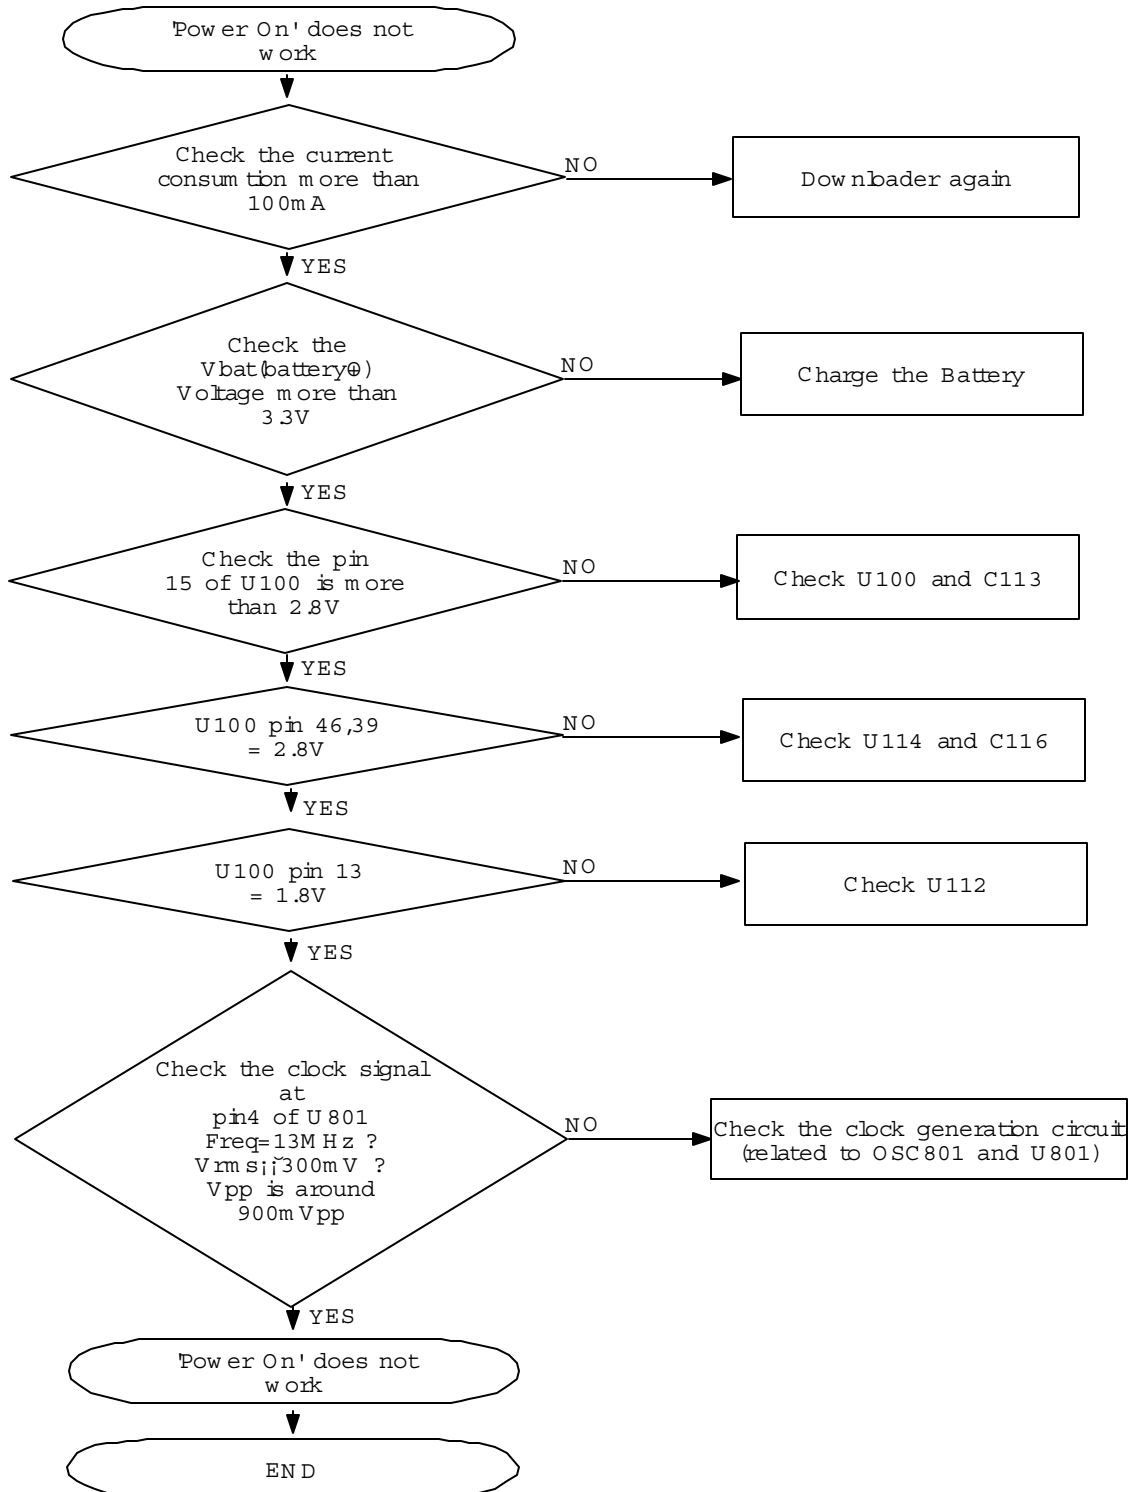 'Power On' does not
work
Check the current
consumtion more than
100mA
NO
Downloader again
YES
Check the
Vbat(battery⊕)
Voltage more than
3.3V
NO
Charge the Battery
YES
Check the pin
15 of U100 is more
than 2.8V
NO
Check U100 and C113
YES
U100 pin 46,39
= 2.8V
NO
Check U114 and C116
YES
U100 pin 13
= 1.8V
NO
Check U112
YES
Check the clock signal
at
pin4 of U801
Freq=13MHz ?
Vrms¡¡˘300mV ?
Vpp is around
900mVpp
NO
Check the clock generation circuit
(related to OSC801 and U801)
YES
'Power On' does not
work
END